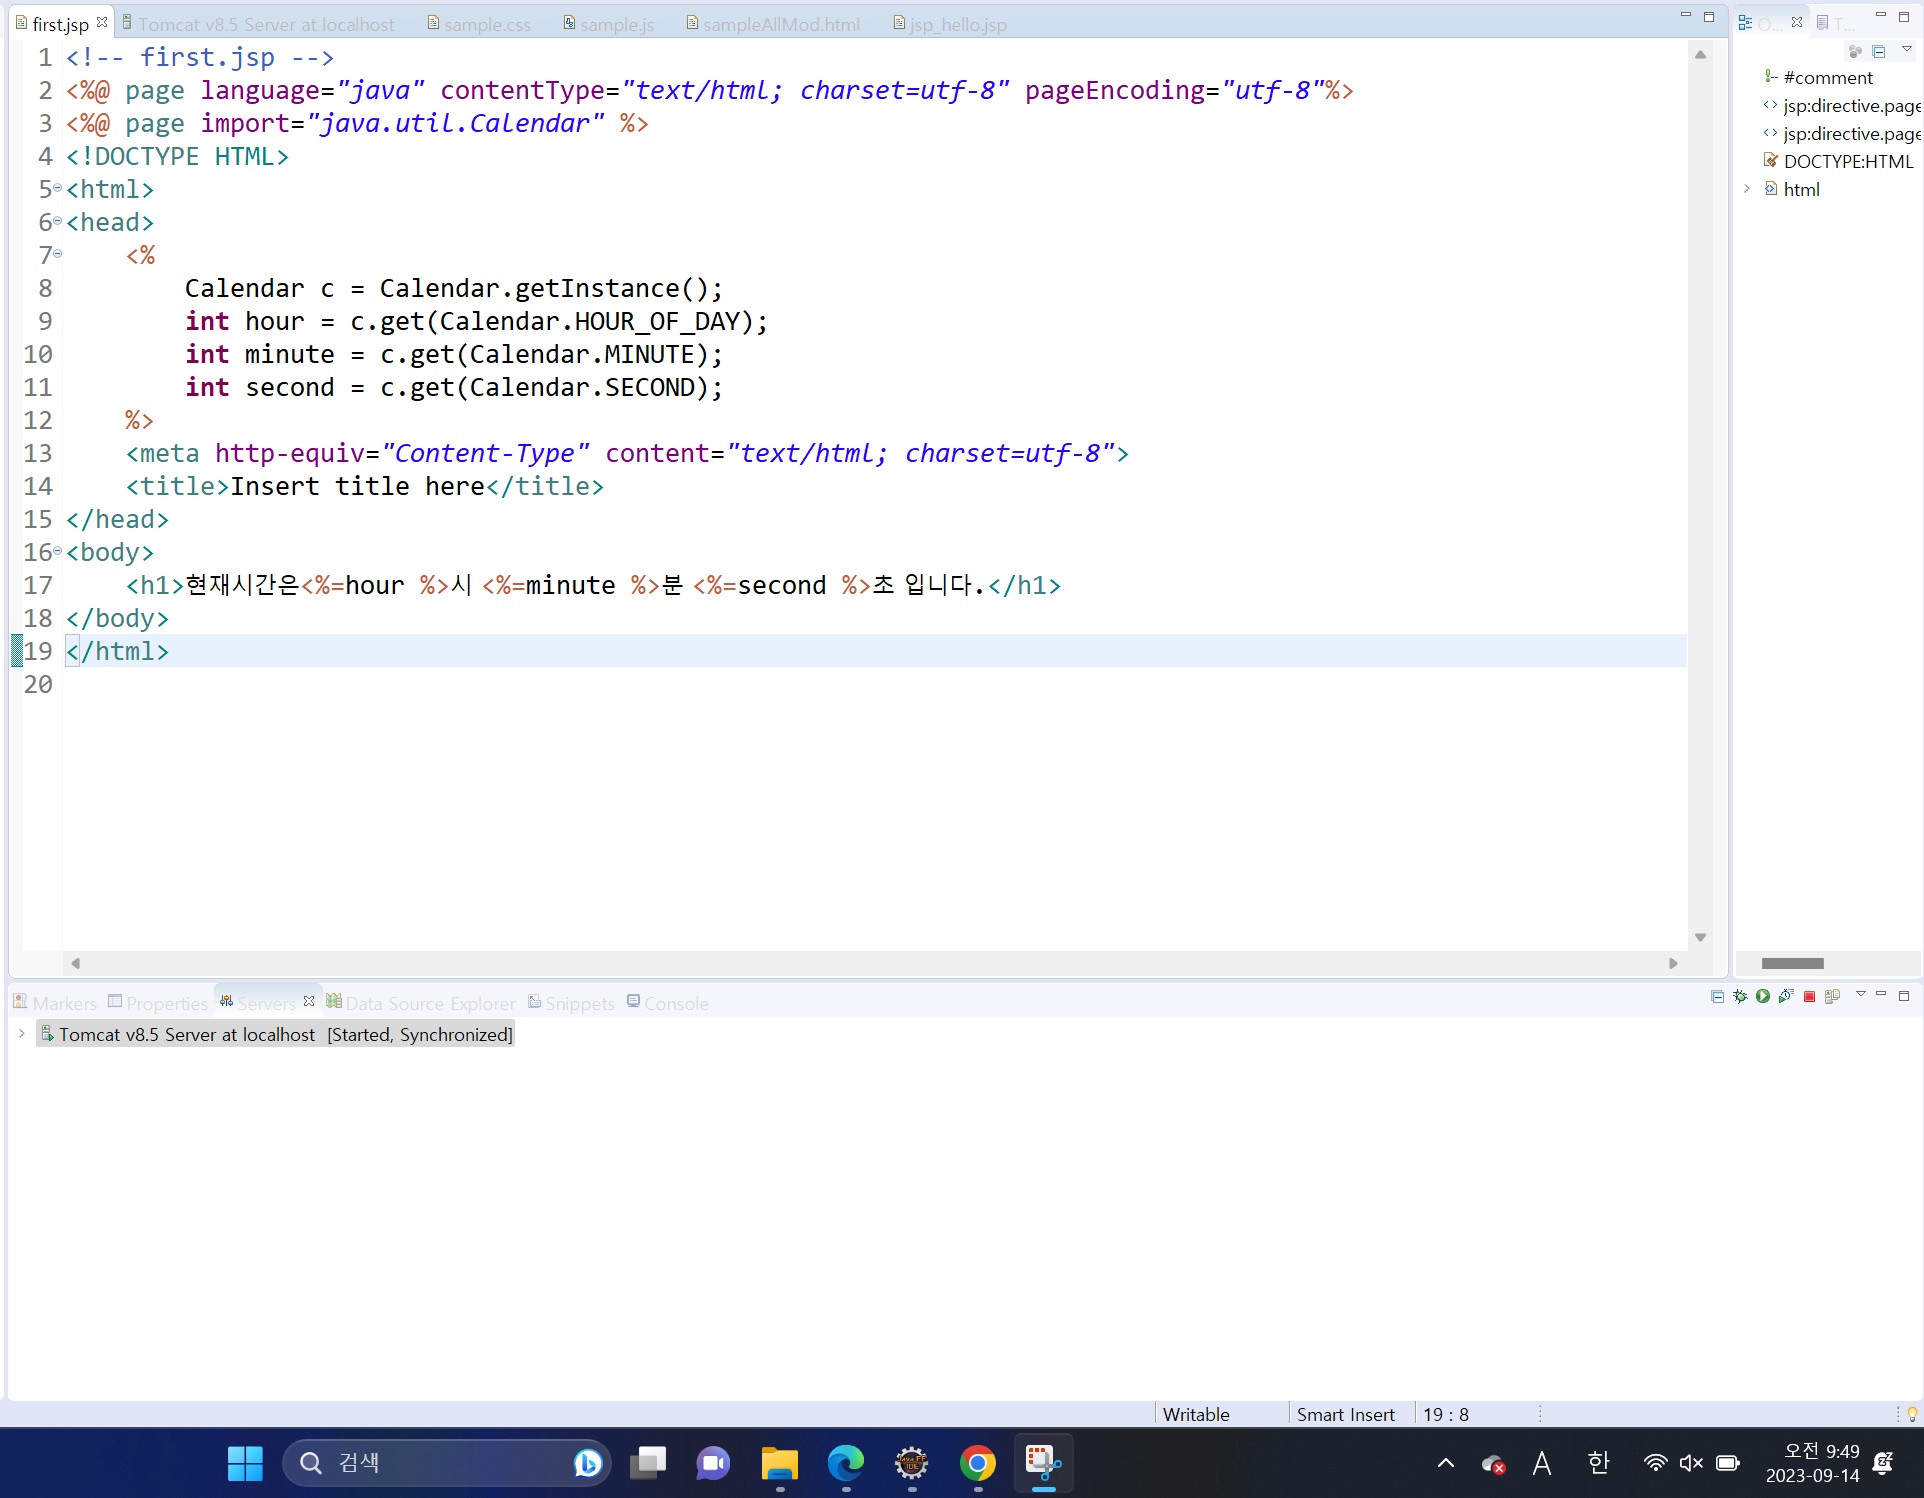 first.jsp Tomcat v8.5 Server at localhost sample.css sample.js sampleAllMod.html jsp_hello.jsp O... T...
1 <!-- first.jsp -->
2 <%@ page language="java" contentType="text/html; charset=utf-8" pageEncoding="utf-8"%>
3 <%@ page import="java.util.Calendar" %>
4 <!DOCTYPE HTML>
5 <html>
6 <head>
7     <%
8         Calendar c = Calendar.getInstance();
9         int hour = c.get(Calendar.HOUR_OF_DAY);
10         int minute = c.get(Calendar.MINUTE);
11         int second = c.get(Calendar.SECOND);
12     %>
13     <meta http-equiv="Content-Type" content="text/html; charset=utf-8">
14     <title>Insert title here</title>
15 </head>
16 <body>
17     <h1>현재시간은<%=hour %>시 <%=minute %>분 <%=second %>초 입니다.</h1>
18 </body>
19 </html>
20
#comment
jsp:directive.page
jsp:directive.page
DOCTYPE:HTML
html
Markers Properties Servers Data Source Explorer Snippets Console
Tomcat v8.5 Server at localhost [Started, Synchronized]
Writable Smart Insert 19 : 8
검색 A 한 오전 9:49
2023-09-14